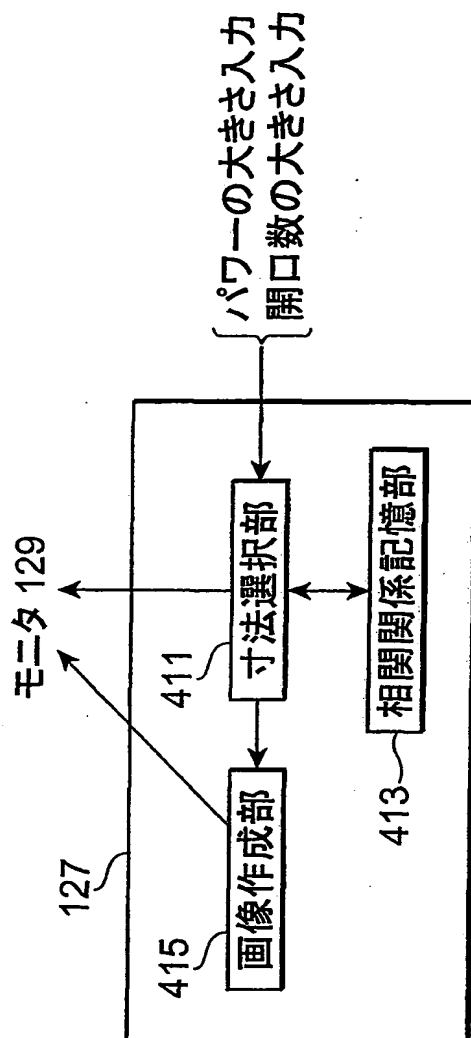 モニタ 129
127
415
画像作成部
411
寸法選択部
413
相関関係記憶部
パワーの大きさ入力
開口数の大きさ入力